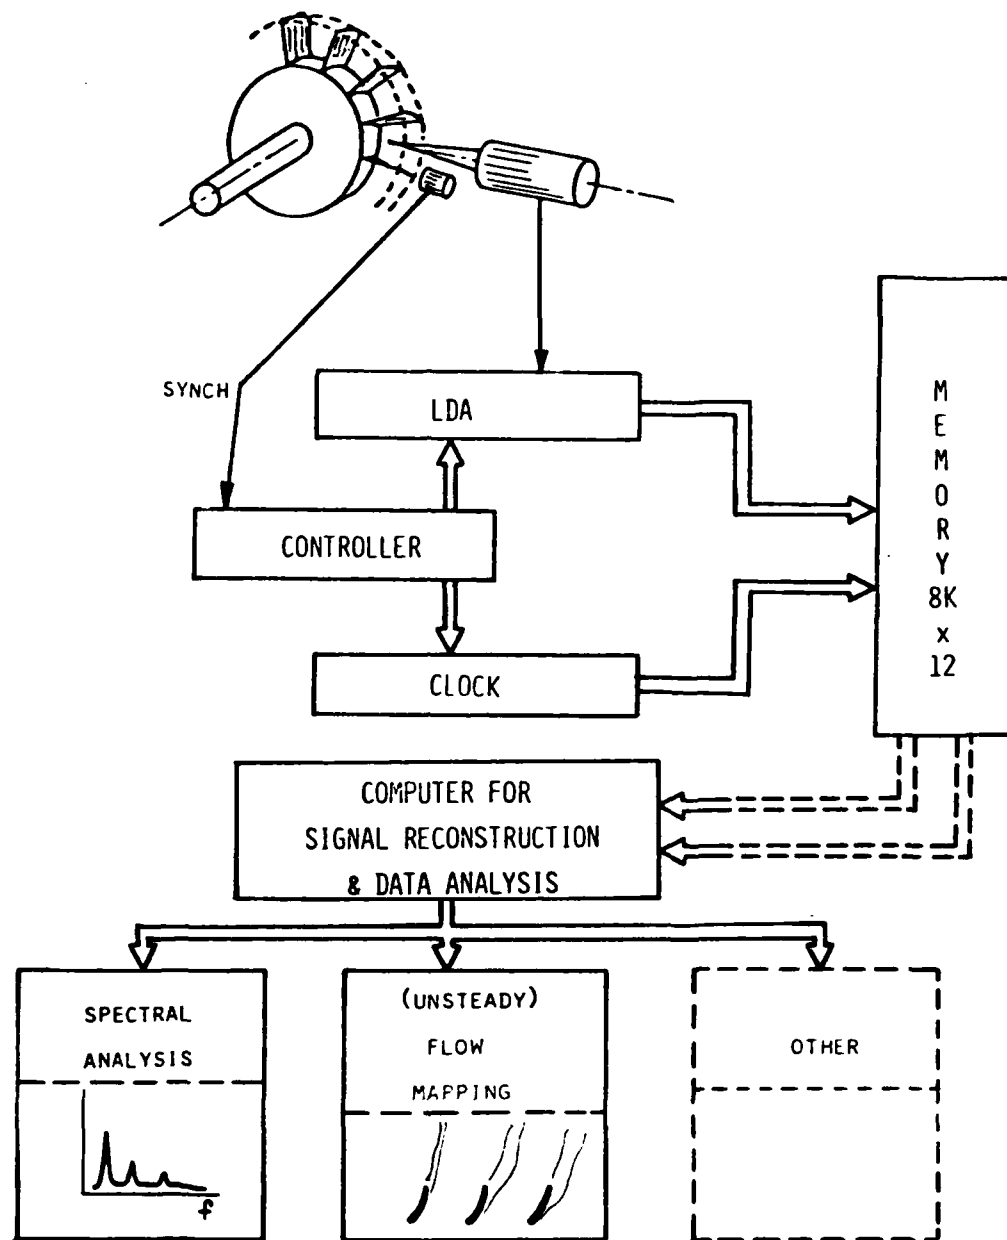 SYNCH
LDA
CONTROLLER
CLOCK
M
E
M
O
R
Y
8K
x
12
COMPUTER FOR
SIGNAL RECONSTRUCTION
& DATA ANALYSIS
SPECTRAL
ANALYSIS
f
(UNSTEADY)
FLOW
MAPPING
OTHER